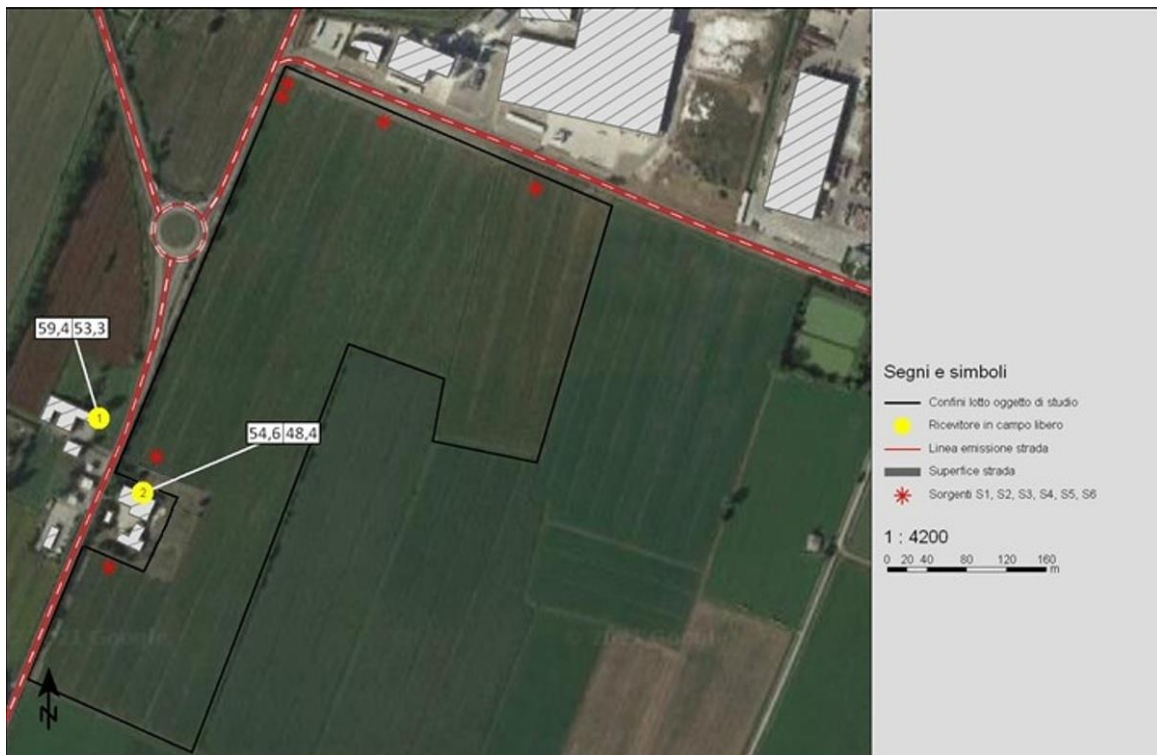 59,4 53,3
1
54,6 48,4
2
Segni e simboli
Confini lotto oggetto di studio
Ricevitore in campo libero
Linea emissione strada
Superfice strada
Sorgenti S1, S2, S3, S4, S5, S6
1 : 4200
0 20 40 80 120 160
m
N